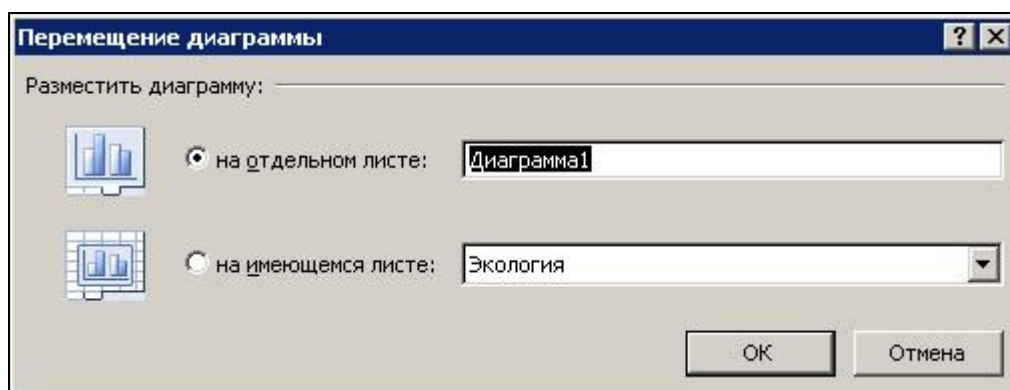 Перемещение диаграммы
Разместить диаграмму:
на отдельном листе: Диаграмма1
на имеющемся листе: Экология
ОК Отмена